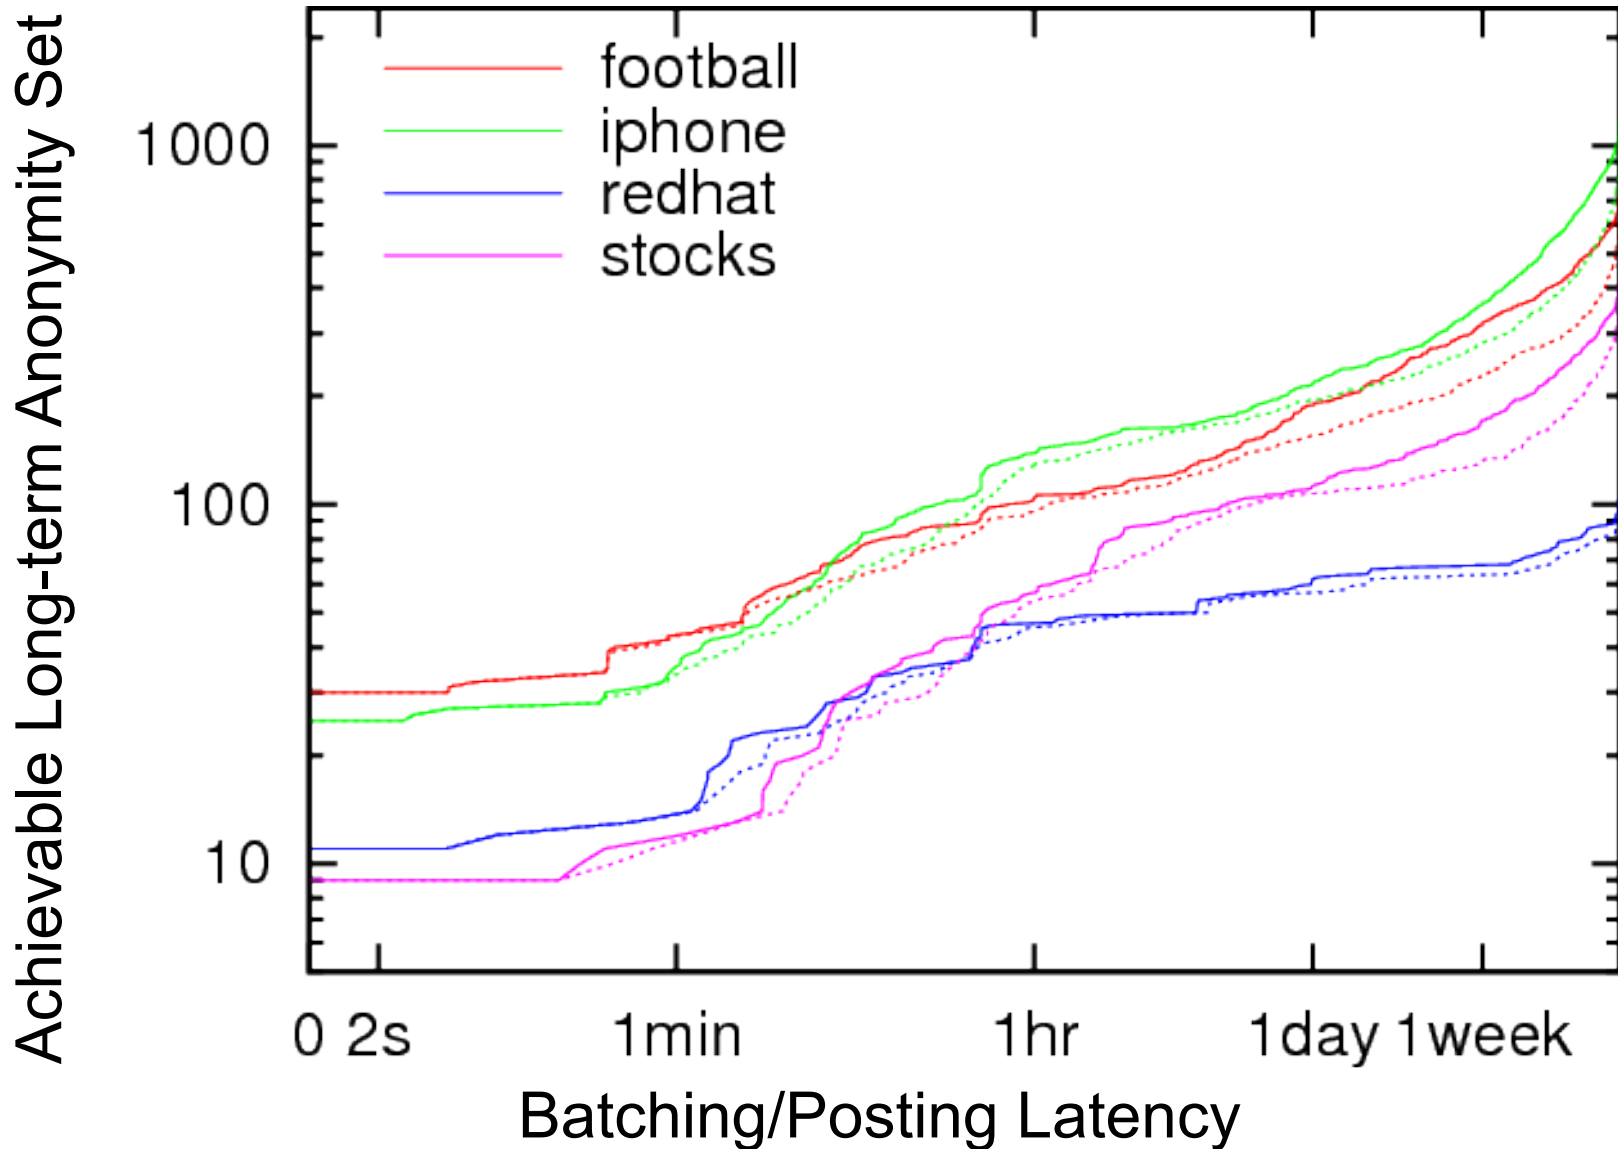 Achievable Long-term Anonymity Set
1000
100
10
football
iphone
redhat
stocks
0 2s 1min 1hr 1day 1week
Batching/Posting Latency